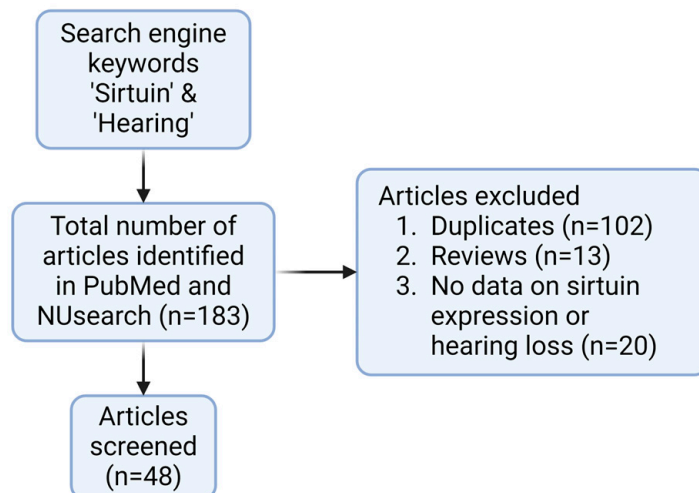 Search engine
keywords
'Sirtuin' &
'Hearing'
Total number of
articles identified
in PubMed and
NUsearch (n=183)
Articles excluded
1. Duplicates (n=102)
2. Reviews (n=13)
3. No data on sirtuin
expression or
hearing loss (n=20)
Articles
screened
(n=48)